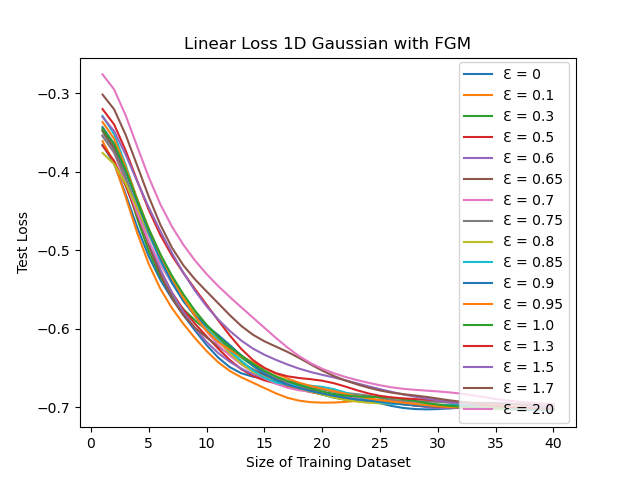 Linear Loss 1D Gaussian with FGM
Test Loss
−0.3
−0.4
−0.5
−0.6
−0.7
0
5
10
15
20
25
30
35
40
Size of Training Dataset
Ɛ = 0
Ɛ = 0.1
Ɛ = 0.3
Ɛ = 0.5
Ɛ = 0.6
Ɛ = 0.65
Ɛ = 0.7
Ɛ = 0.75
Ɛ = 0.8
Ɛ = 0.85
Ɛ = 0.9
Ɛ = 0.95
Ɛ = 1.0
Ɛ = 1.3
Ɛ = 1.5
Ɛ = 1.7
Ɛ = 2.0